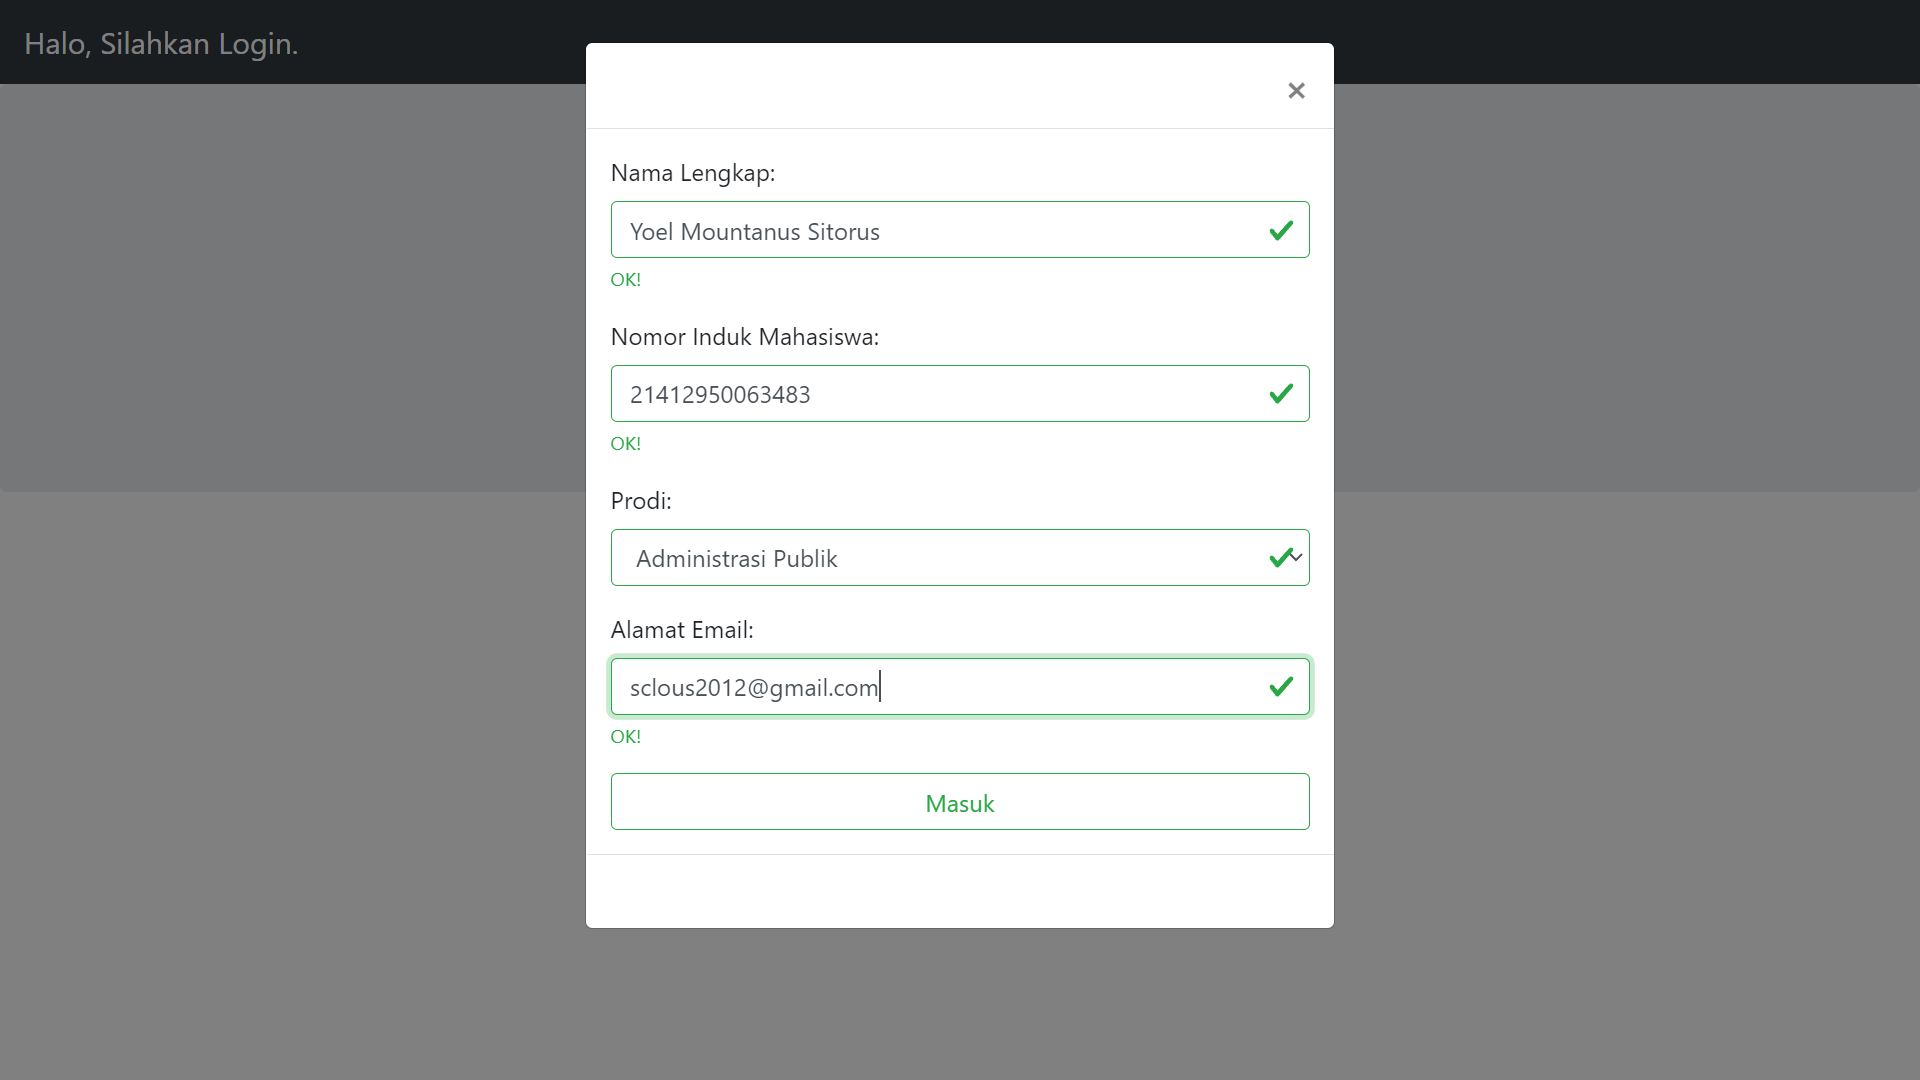 Halo, Silahkan Login.
×
Nama Lengkap:
Yoel Mountanus Sitorus
OK!
Nomor Induk Mahasiswa:
21412950063483
OK!
Prodi:
Administrasi Publik
Alamat Email:
sclous2012@gmail.com
OK!
Masuk